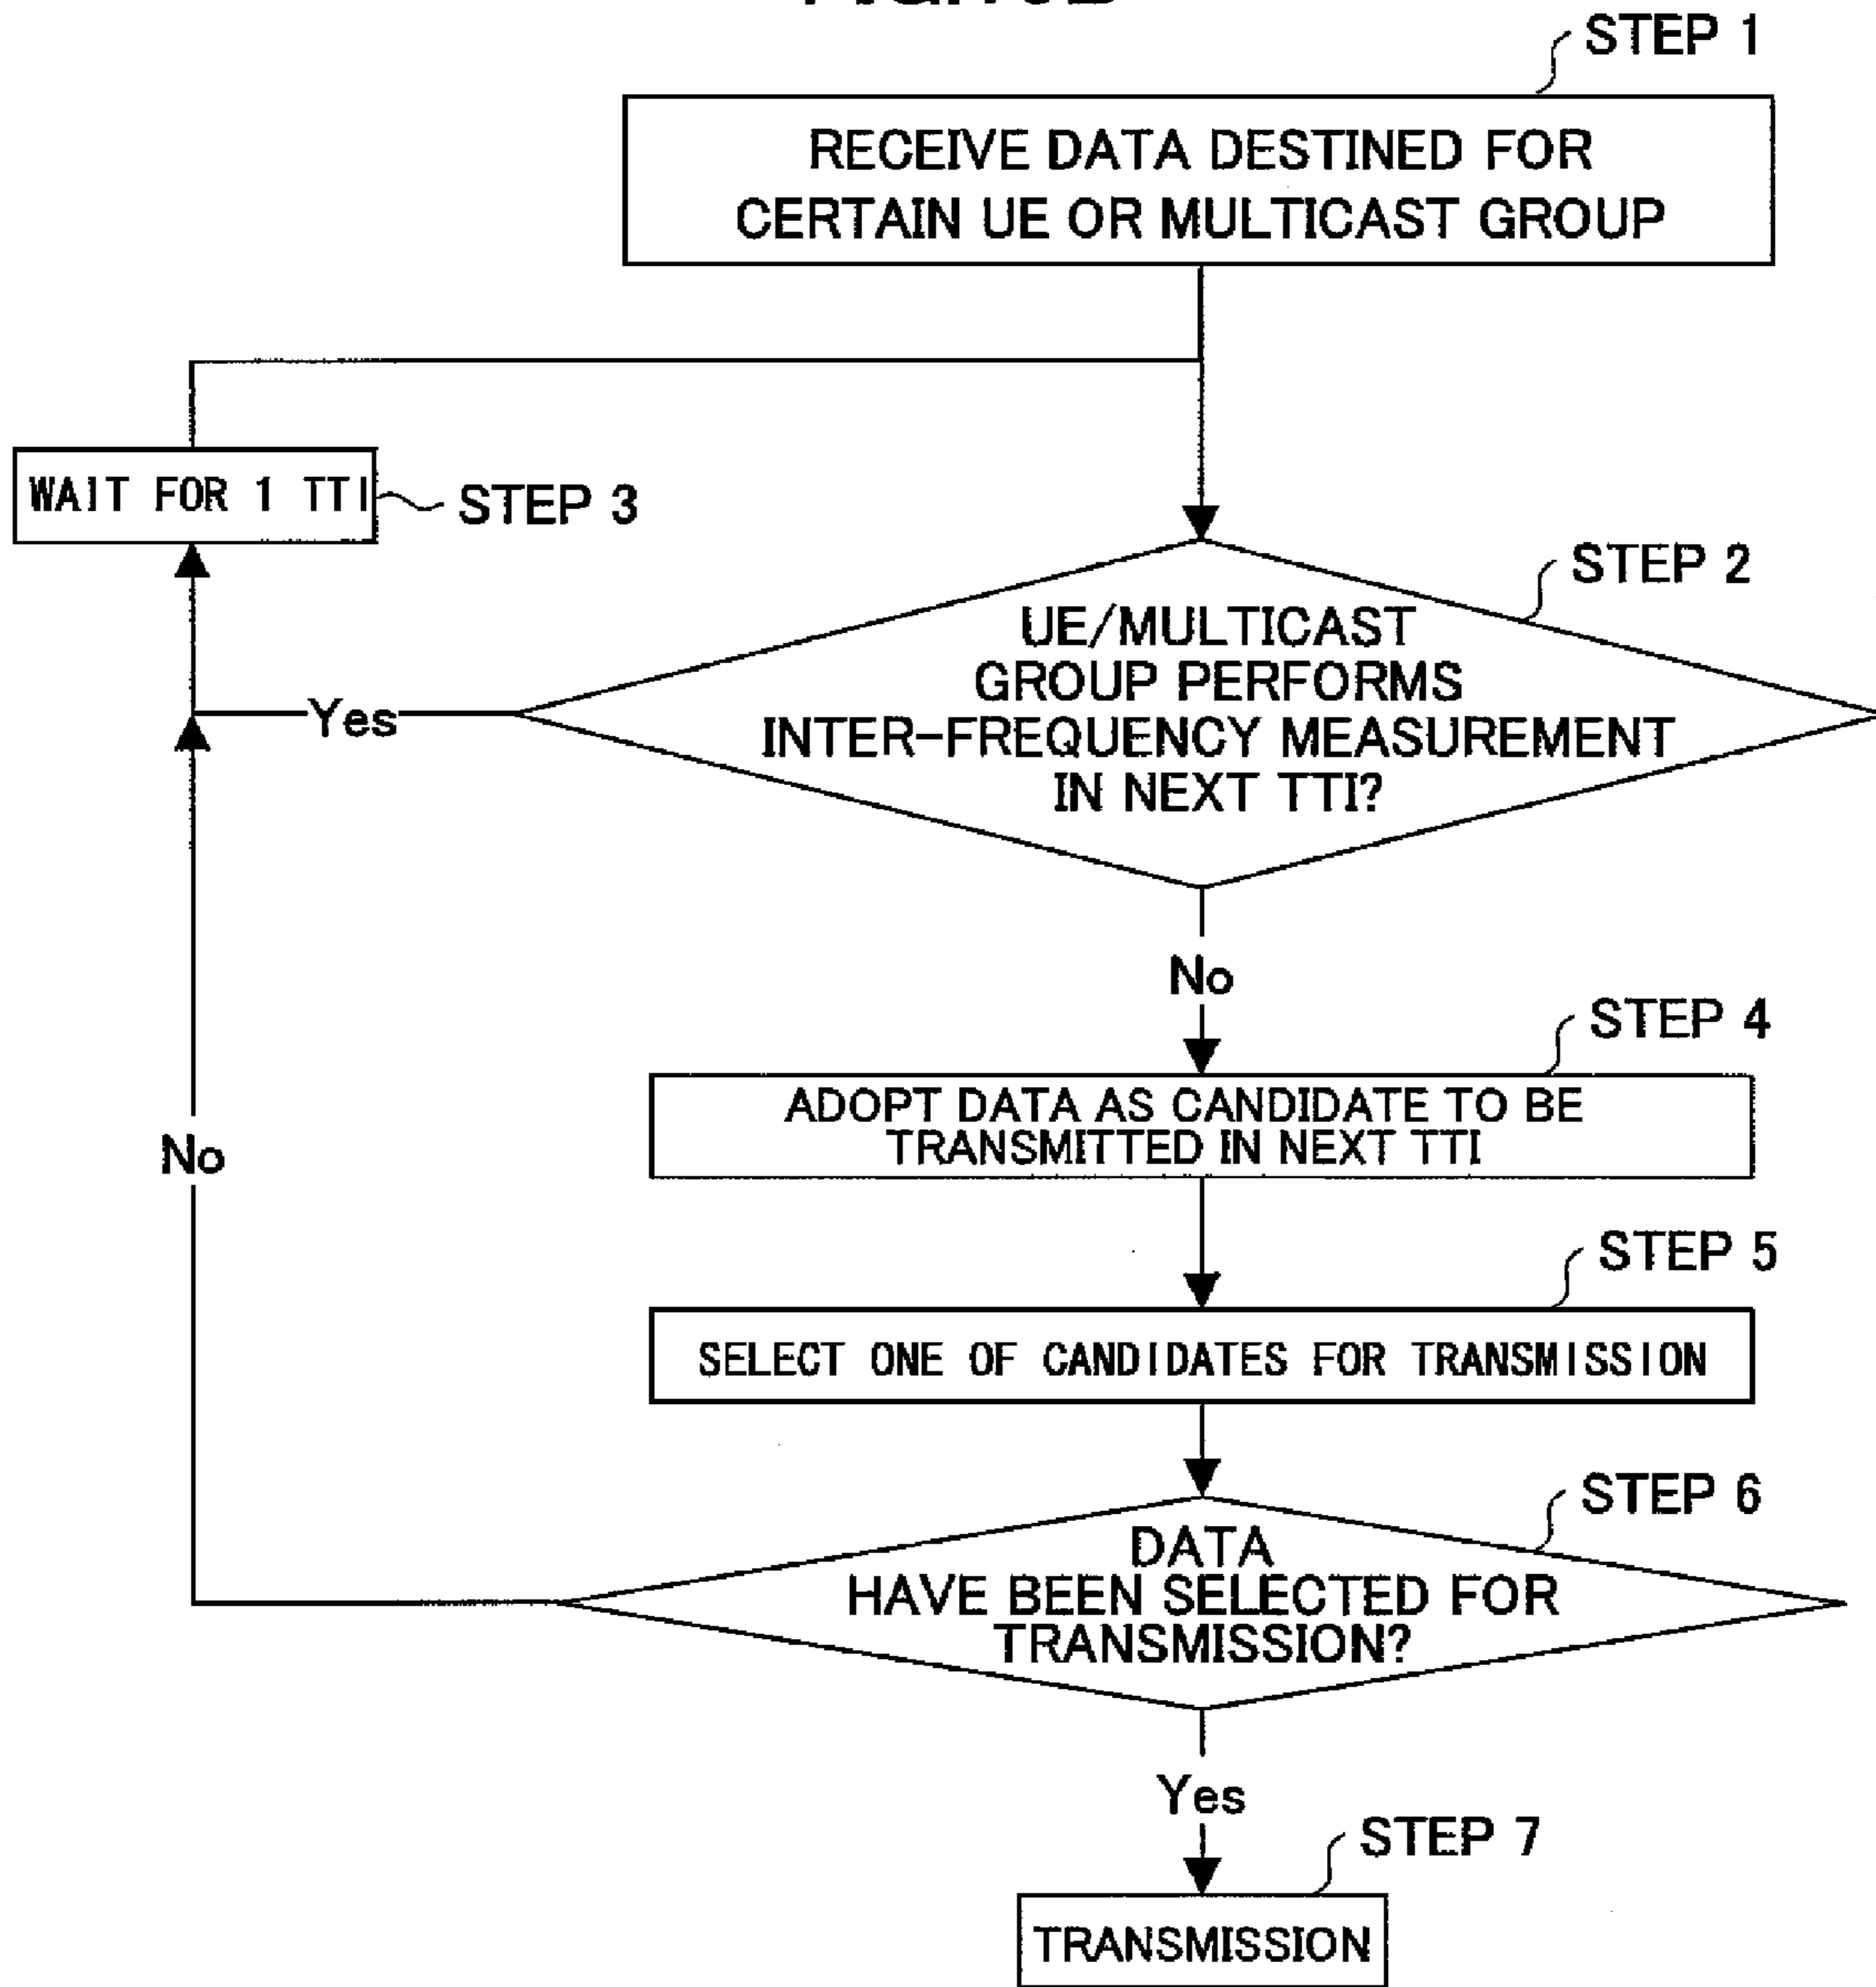 STEP 1
RECEIVE DATA DESTINED FOR
CERTAIN UE OR MULTICAST GROUP
WAIT FOR 1 TTI
STEP 3
STEP 2
UE/MULTICAST
GROUP PERFORMS
INTER-FREQUENCY MEASUREMENT
IN NEXT TTI?
Yes
No
STEP 4
ADOPT DATA AS CANDIDATE TO BE
TRANSMITTED IN NEXT TTI
No
STEP 5
SELECT ONE OF CANDIDATES FOR TRANSMISSION
STEP 6
DATA
HAVE BEEN SELECTED FOR
TRANSMISSION?
Yes
STEP 7
TRANSMISSION